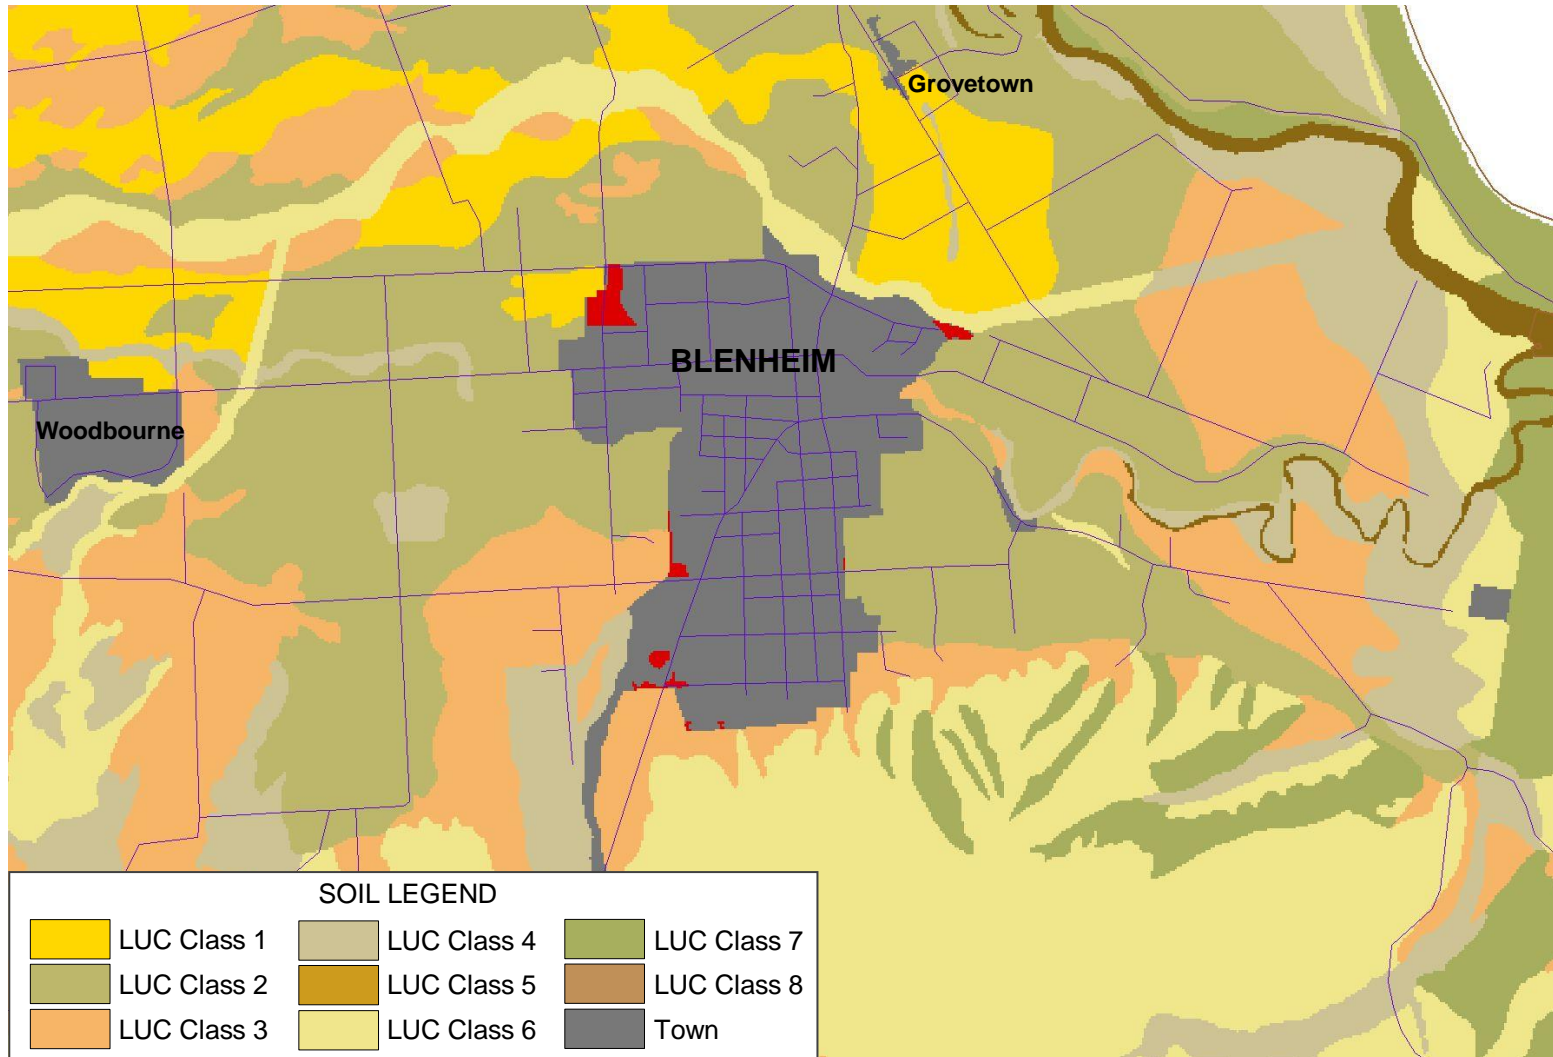 Grovetown
BLENHEIM
Woodbourne
SOIL LEGEND
LUC Class 1
LUC Class 4
LUC Class 7
LUC Class 2
LUC Class 5
LUC Class 8
LUC Class 3
LUC Class 6
Town